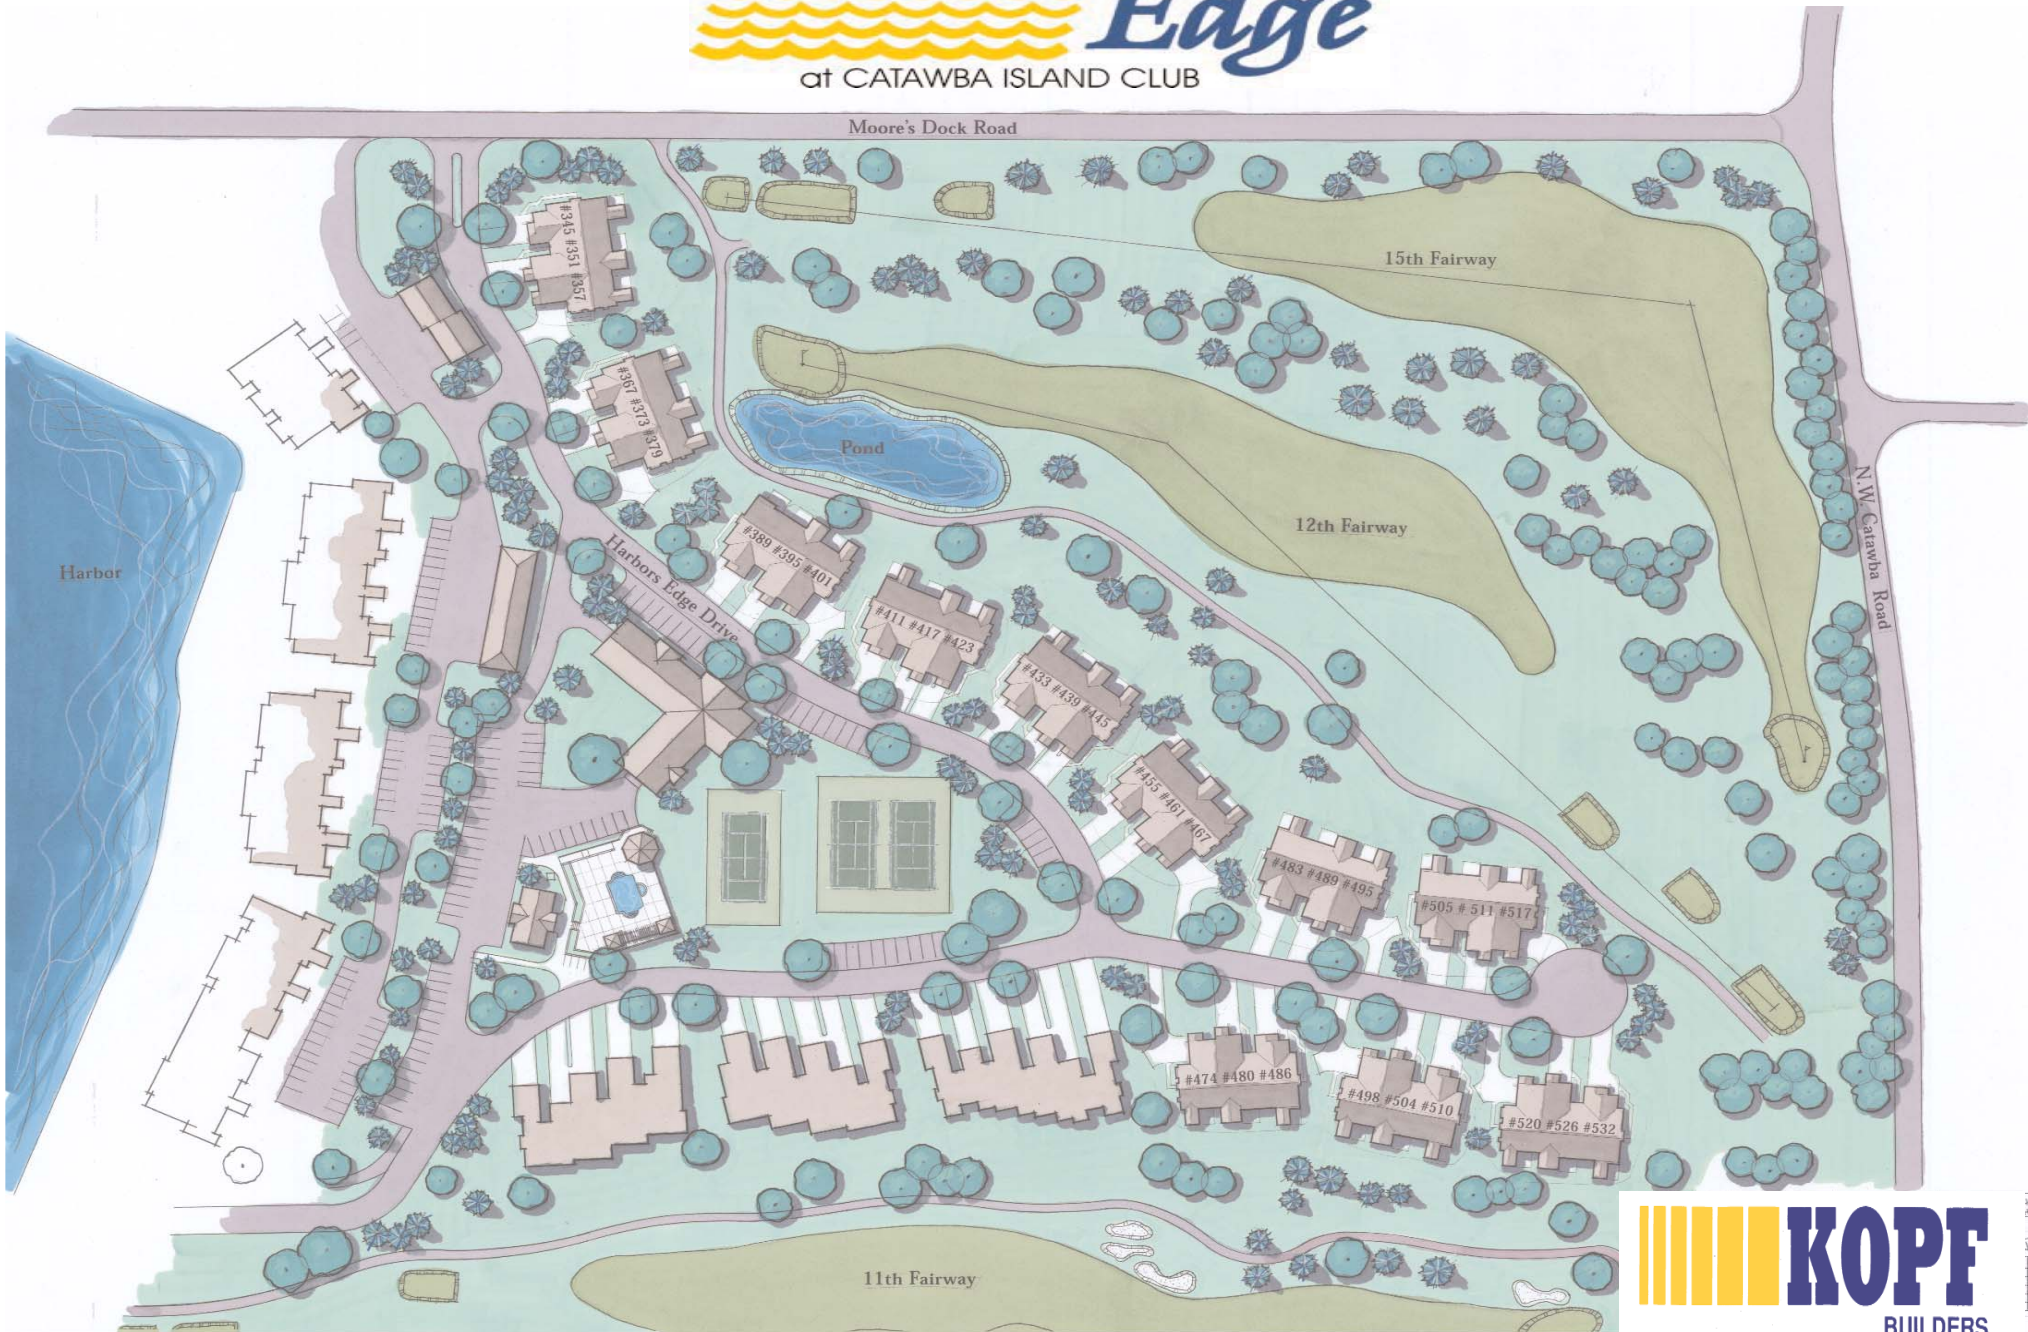 Edge
at CATAWBA ISLAND CLUB
Moore's Dock Road
#345 #351 #357
15th Fairway
#367 #373 #379
Pond
N.W. Catawba Road
12th Fairway
Harbor
Harbors Edge Drive
#389 #395 #401
#411 #417 #423
#433 #439 #445
#455 #461 #467
#483 #489 #495
#505 # 511 #517
#474 #480 #486
#498 #504 #510
#520 #526 #532
11th Fairway
KOPF
BUILDERS